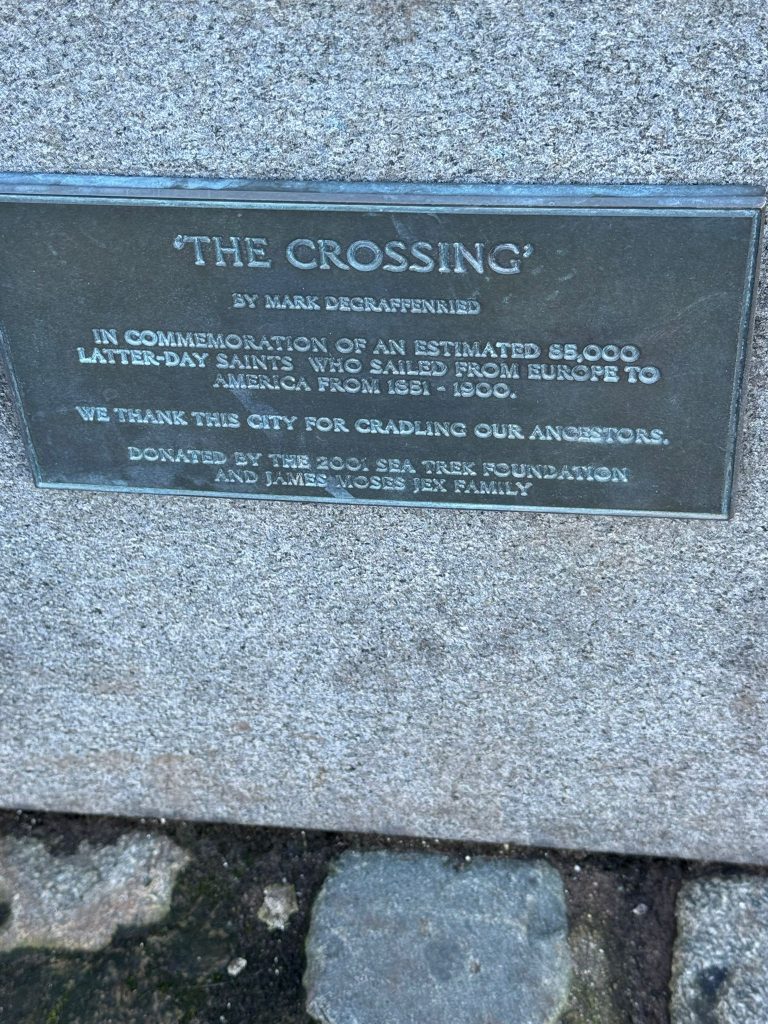 'THE CROSSING'
BY MARK DEGRAFFENRIED
IN COMMEMORATION OF AN ESTIMATED 85,000
LATTER-DAY SAINTS WHO SAILED FROM EUROPE TO
AMERICA FROM 1851 - 1900.
WE THANK THIS CITY FOR CRADLING OUR ANCESTORS.
DONATED BY THE 2001 SEA TREK FOUNDATION
AND JAMES MOSES JEX FAMILY